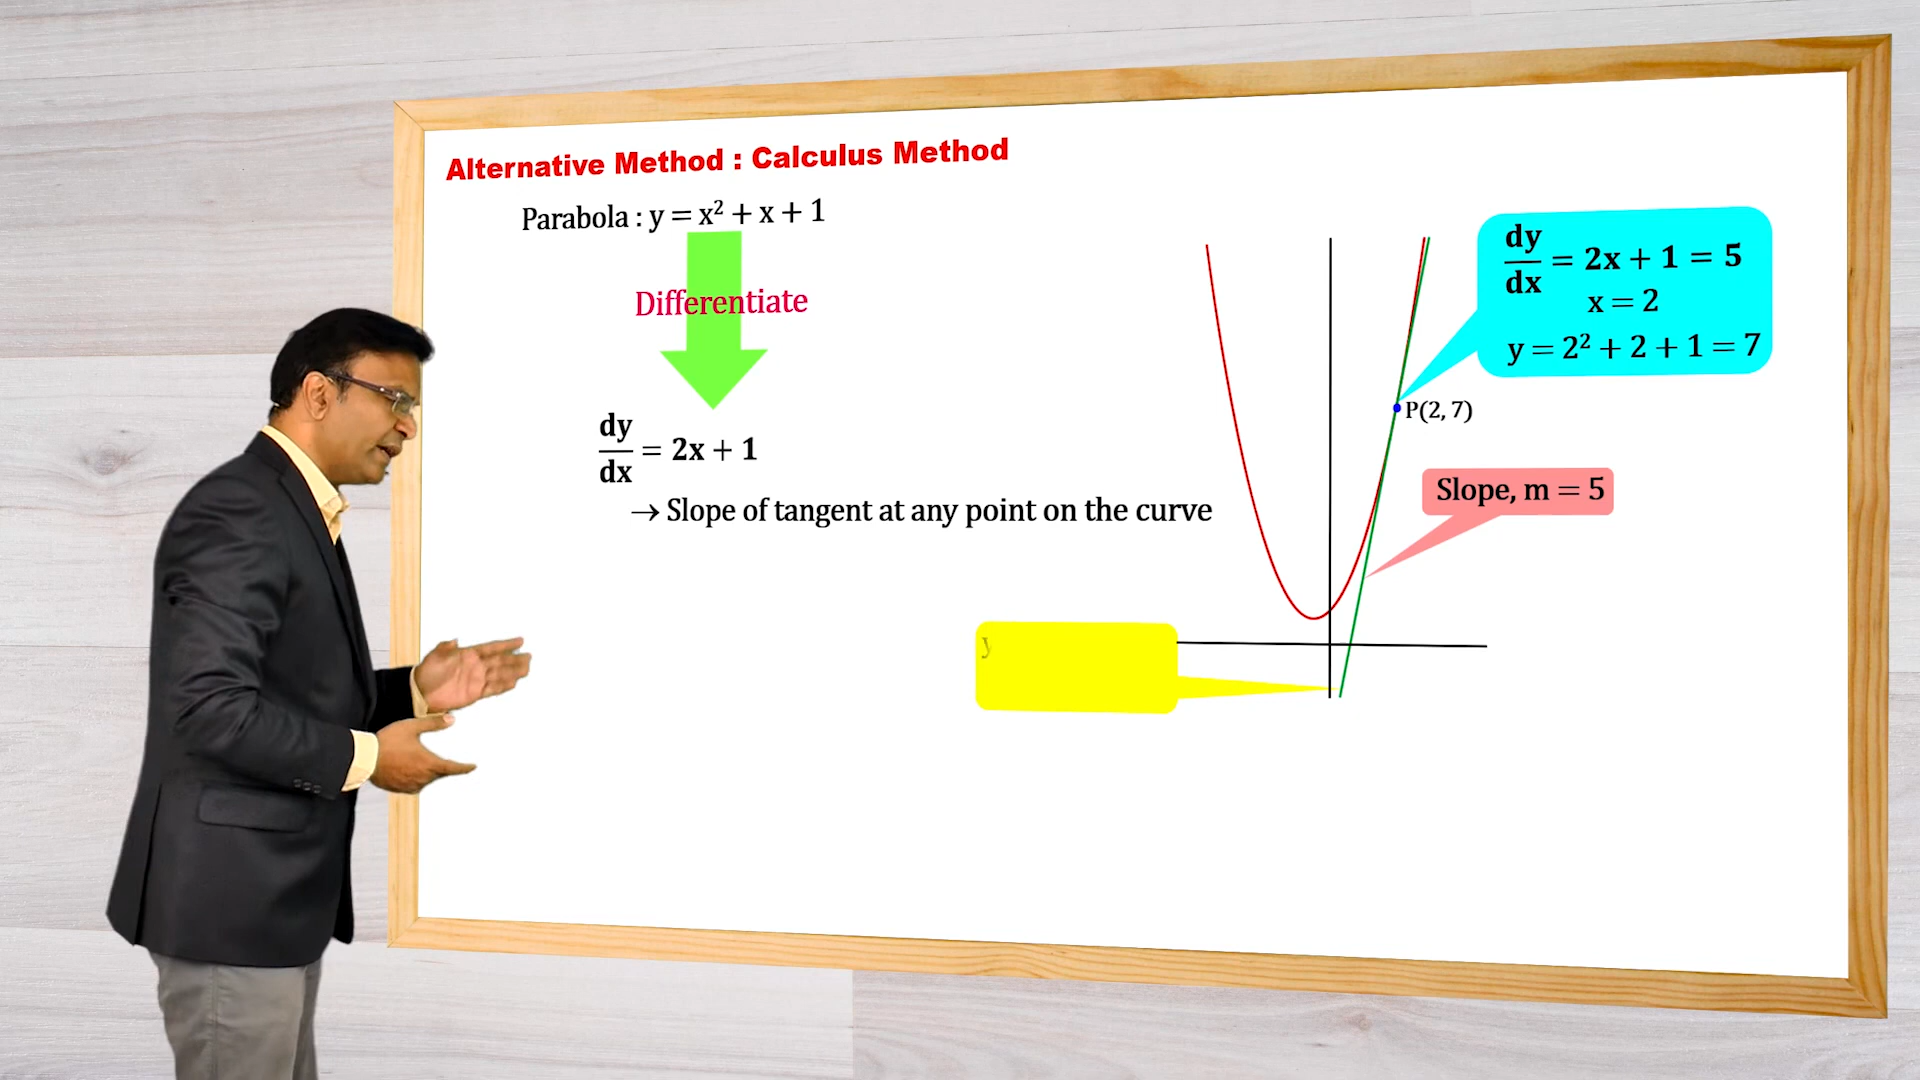 Alternative Method : Calculus Method
Parabola : y = x² + x + 1
Differentiate
dy/dx = 2x + 1
→ Slope of tangent at any point on the curve
dy/dx = 2x + 1 = 5
x = 2
y = 2² + 2 + 1 = 7
P(2, 7)
Slope, m = 5
y